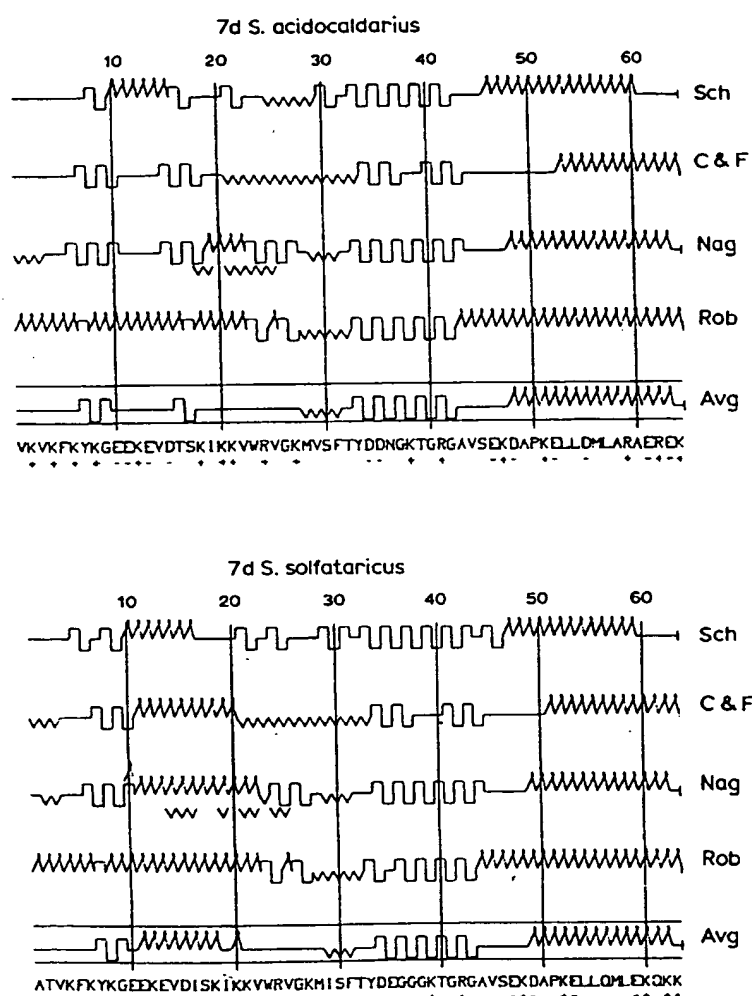 7d S. acidocaldarius
10 20 30 40 50 60
Sch
C & F
Nag
Rob
Avg
VKVKFKYKGEEKEVDTSKIKKVWRVGKMVSFTYDDNGKTGRGAVSEKDAPKELLDMLARAEREK
7d S. solfataricus
10 20 30 40 50 60
Sch
C & F
Nag
Rob
Avg
ATVKFKYKGEEKEVDISKIKKVWRVGKMISFTYDEGGGKTGRGAVSEKDAPKELLQMLEKQKK